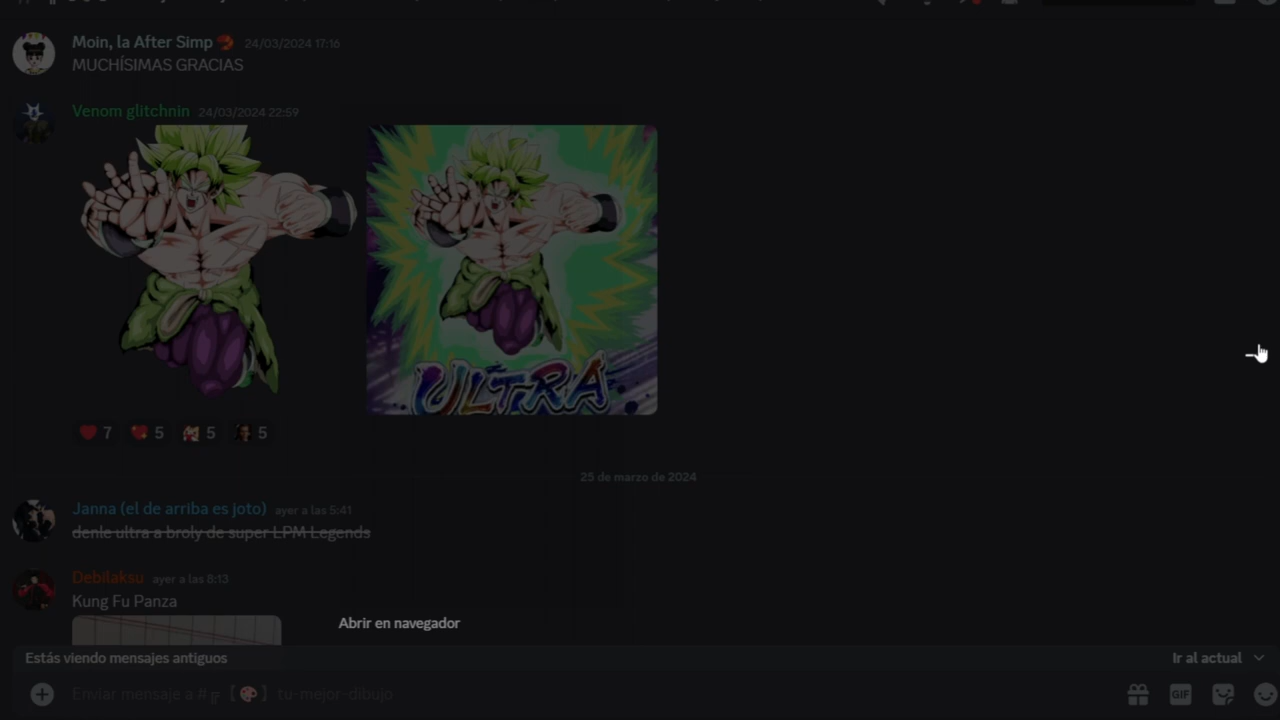 Moin, la After Simp 24/03/2024 17:16
MUCHÍSIMAS GRACIAS
Venom glitchnin 24/03/2024 22:59
ULTRA
7 5 5 5
25 de marzo de 2024
Janna (el de arriba es joto) ayer a las 5:41
denle ultra a broly de super LPM Legends
Debilaksu ayer a las 8:13
Kung Fu Panza
Abrir en navegador
Estás viendo mensajes antiguos Ir al actual
Enviar mensaje a # [ ] tu-mejor-dibujo
GIF